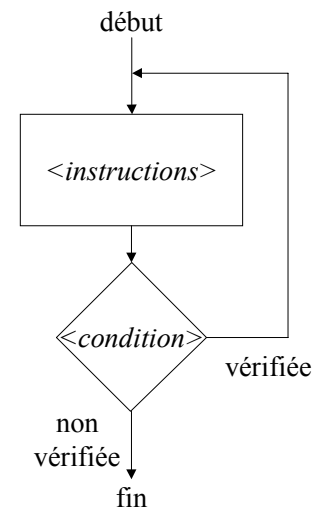 début
<instructions>
<condition>
vérifiée
non
vérifiée
fin